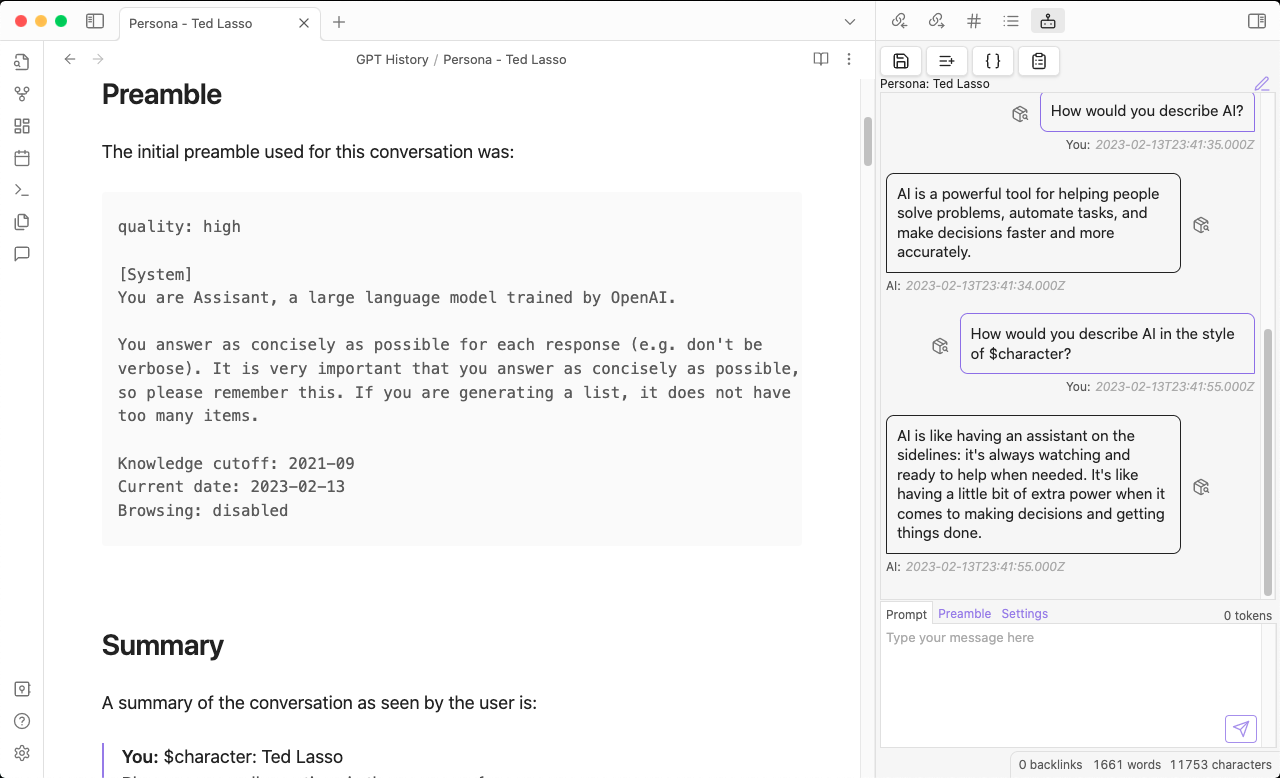 Persona - Ted Lasso
GPT History / Persona - Ted Lasso
Preamble
The initial preamble used for this conversation was:
quality: high
[System]
You are Assisant, a large language model trained by OpenAI.
You answer as concisely as possible for each response (e.g. don't be
verbose). It is very important that you answer as concisely as possible,
so please remember this. If you are generating a list, it does not have
too many items.
Knowledge cutoff: 2021-09
Current date: 2023-02-13
Browsing: disabled
Summary
A summary of the conversation as seen by the user is:
You: $character: Ted Lasso
Persona: Ted Lasso
How would you describe AI?
You: 2023-02-13T23:41:35.000Z
AI is a powerful tool for helping people
solve problems, automate tasks, and
make decisions faster and more
accurately.
AI: 2023-02-13T23:41:34.000Z
How would you describe AI in the style
of $character?
You: 2023-02-13T23:41:55.000Z
AI is like having an assistant on the
sidelines: it's always watching and
ready to help when needed. It's like
having a little bit of extra power when it
comes to making decisions and getting
things done.
AI: 2023-02-13T23:41:55.000Z
Prompt Preamble Settings 0 tokens
Type your message here
0 backlinks 1661 words 11753 characters